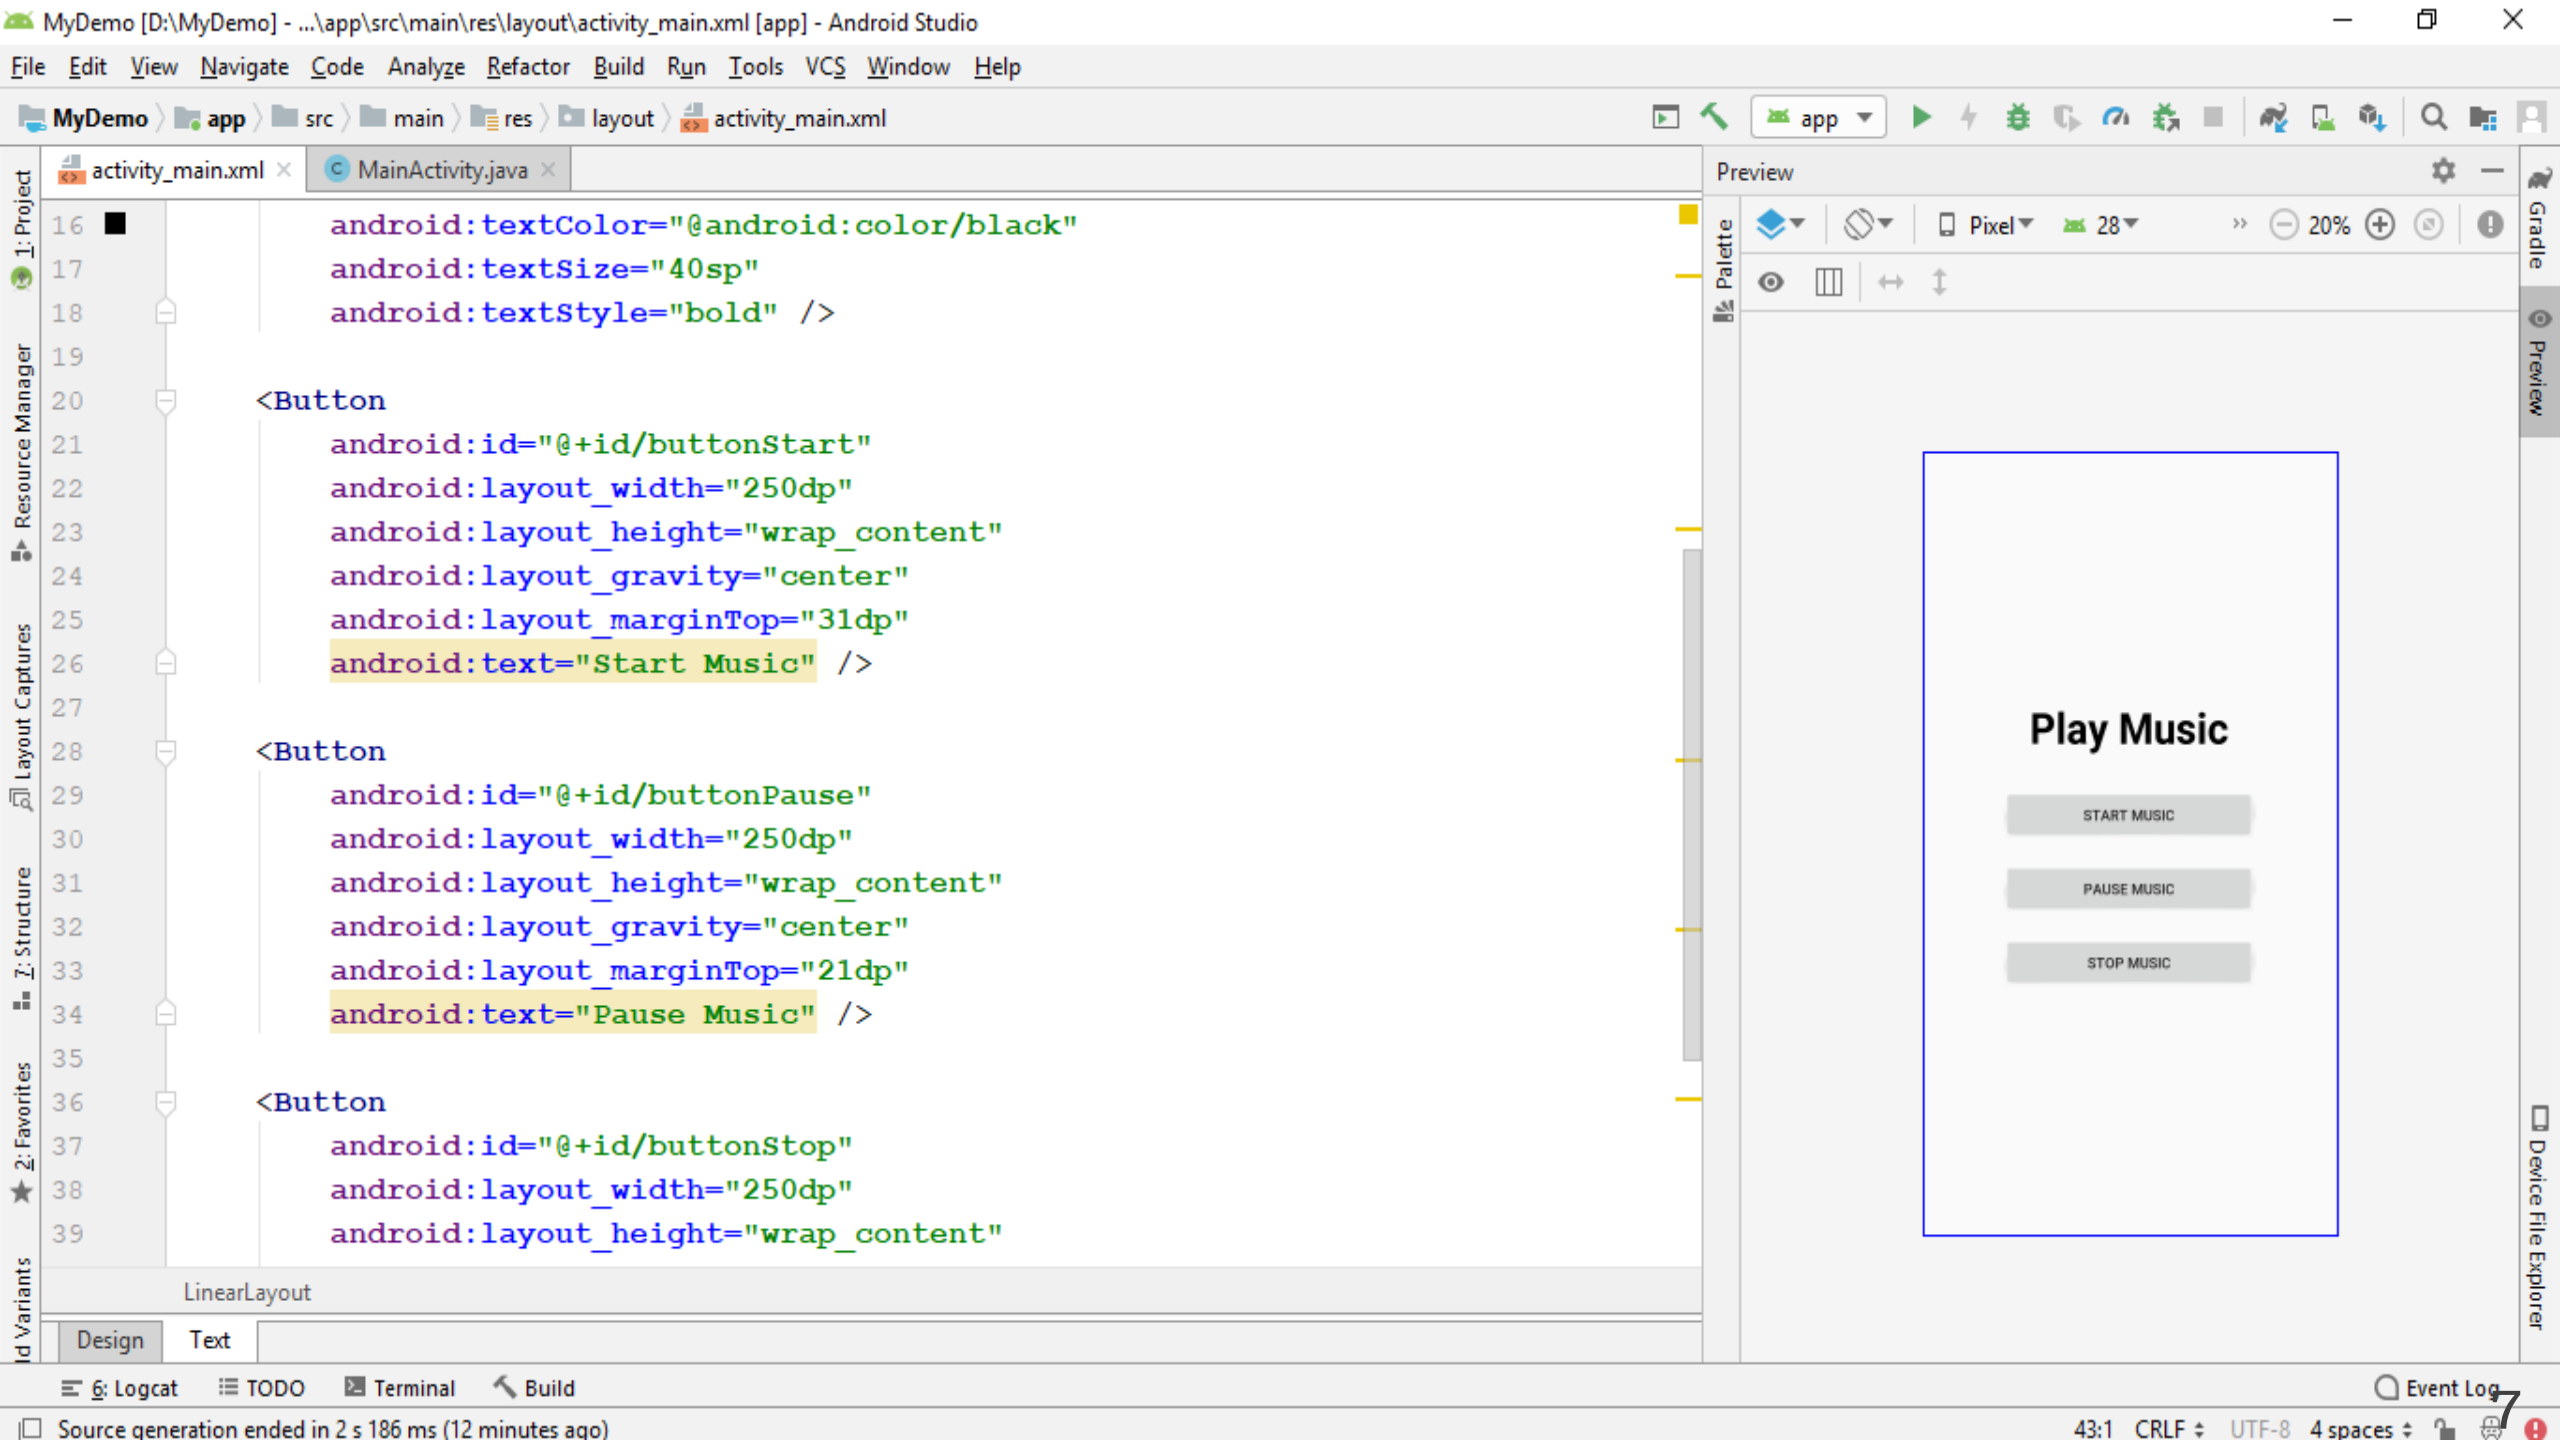 MyDemo [D:\MyDemo] - ...\app\src\main\res\layout\activity_main.xml [app] - Android Studio
File Edit View Navigate Code Analyze Refactor Build Run Tools VCS Window Help
MyDemo app src main res layout activity_main.xml app
activity_main.xml MainActivity.java
Preview
Pixel 28 20%
1: Project
Resource Manager
Layout Captures
7: Structure
2: Favorites
ld Variants
16 android:textColor="@android:color/black"
17 android:textSize="40sp"
18 android:textStyle="bold" />
19
20 <Button
21 android:id="@+id/buttonStart"
22 android:layout_width="250dp"
23 android:layout_height="wrap_content"
24 android:layout_gravity="center"
25 android:layout_marginTop="31dp"
26 android:text="Start Music" />
27
28 <Button
29 android:id="@+id/buttonPause"
30 android:layout_width="250dp"
31 android:layout_height="wrap_content"
32 android:layout_gravity="center"
33 android:layout_marginTop="21dp"
34 android:text="Pause Music" />
35
36 <Button
37 android:id="@+id/buttonStop"
38 android:layout_width="250dp"
39 android:layout_height="wrap_content"
LinearLayout
Design Text
Palette
Play Music
START MUSIC
PAUSE MUSIC
STOP MUSIC
Gradle
Preview
Device File Explorer
6: Logcat TODO Terminal Build Event Log
7
Source generation ended in 2 s 186 ms (12 minutes ago) 43:1 CRLF UTF-8 4 spaces